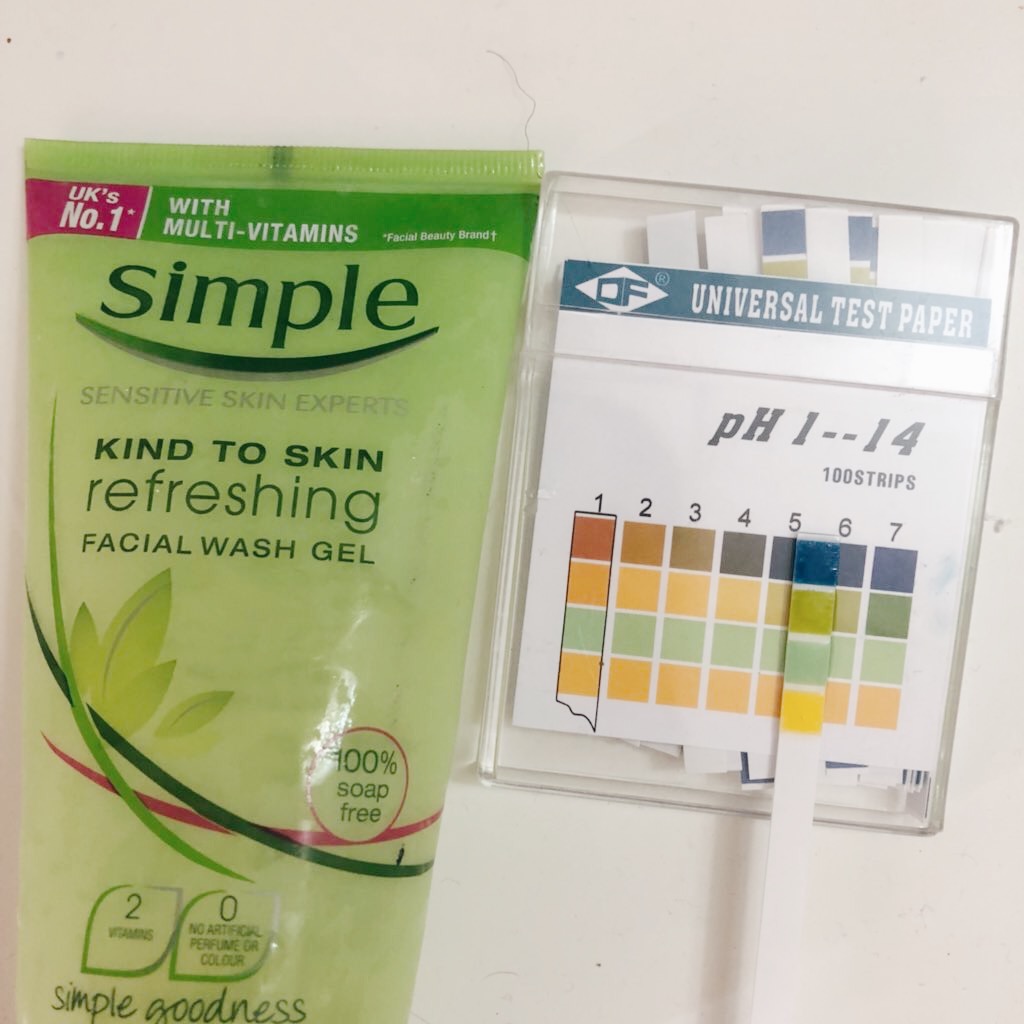 UK's
No.1*
WITH
MULTI-VITAMINS
*Facial Beauty Brand†
simple
SENSITIVE SKIN EXPERTS
KIND TO SKIN
refreshing
FACIAL WASH GEL
100%
soap
free
2
VITAMINS
0
NO ARTIFICIAL
PERFUME OR
COLOUR
simple goodness
DF®
UNIVERSAL TEST PAPER
pH 1--14
100STRIPS
1 2 3 4 5 6 7